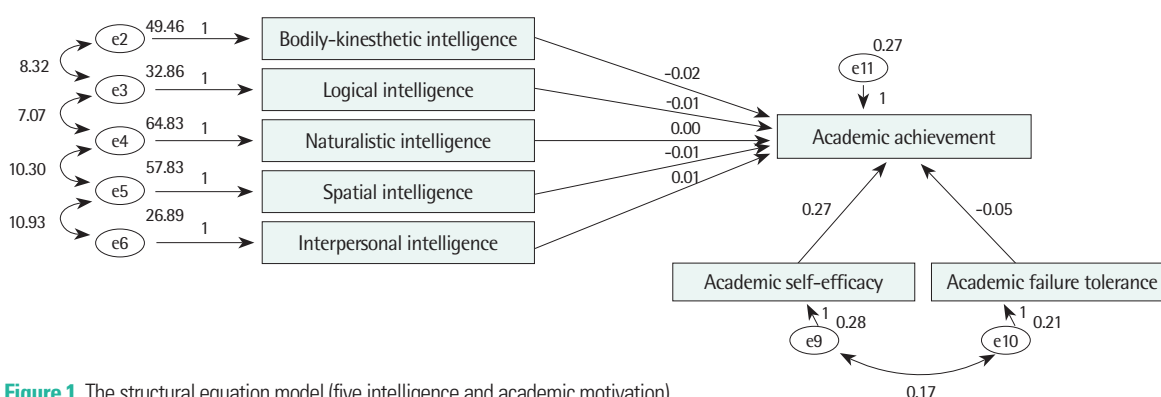 49.46 1
e2
Bodily-kinesthetic intelligence
0.27
e11
1
8.32
-0.02
32.86 1
e3
Logical intelligence
-0.01
7.07
64.83 1
e4
Naturalistic intelligence
0.00
Academic achievement
10.30
57.83 1
e5
Spatial intelligence
-0.01
0.01
10.93
26.89 1
e6
Interpersonal intelligence
0.27
-0.05
Academic self-efficacy
Academic failure tolerance
1 0.28
e9
1 0.21
e10
0.17
Figure 1. The structural equation model (five intelligence and academic motivation).